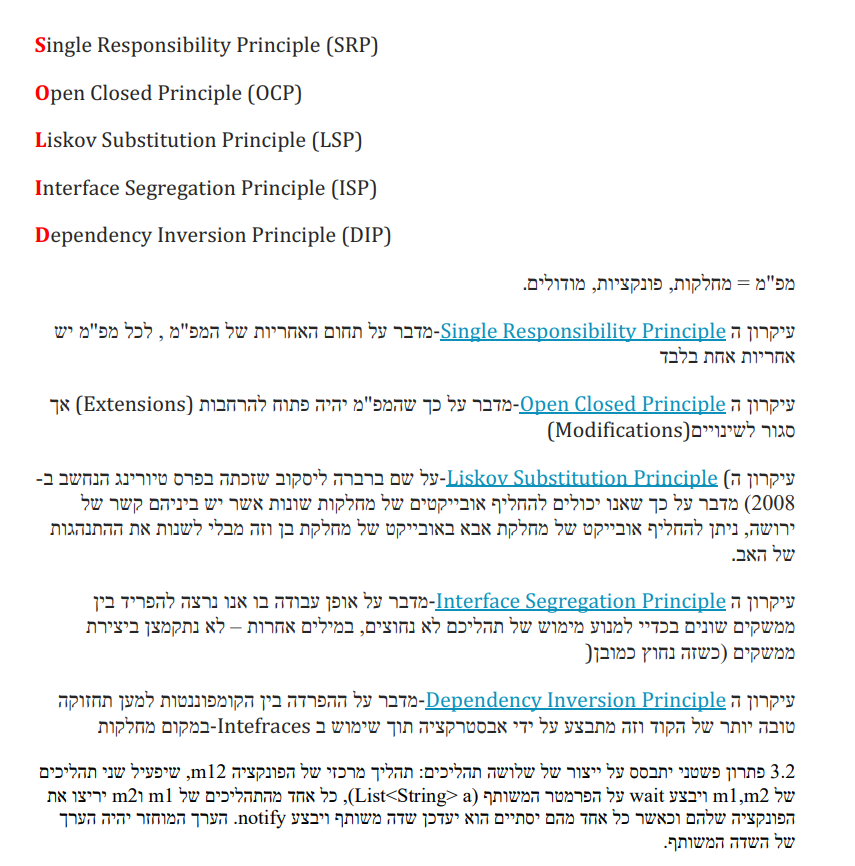 Single Responsibility Principle (SRP)
Open Closed Principle (OCP)
Liskov Substitution Principle (LSP)
Interface Segregation Principle (ISP)
Dependency Inversion Principle (DIP)
מפ"מ = מחלקות, פונקציות, מודולים.
עיקרון ה Single Responsibility Principle-מדבר על תחום האחריות של המפ"מ , לכל מפ"מ יש
אחריות אחת בלבד
עיקרון ה Open Closed Principle-מדבר על כך שהמפ"מ יהיה פתוח להרחבות (Extensions) אך
סגור לשינויים(Modifications)
עיקרון ה) Liskov Substitution Principle-על שם ברברה ליסקוב שזכתה בפרס טיורינג הנחשב ב-
2008) מדבר על כך שאנו יכולים להחליף אובייקטים של מחלקות שונות אשר יש ביניהם קשר של
ירושה, ניתן להחליף אובייקט של מחלקת אבא באובייקט של מחלקת בן וזה מבלי לשנות את ההתנהגות
של האב.
עיקרון ה Interface Segregation Principle-מדבר על אופן עבודה בו אנו נרצה להפריד בין
ממשקים שונים בכדיי למנוע מימוש של תהליכם לא נחוצים, במילים אחרות – לא נתקמצן ביצירת
ממשקים (כשזה נחוץ כמובן(
עיקרון ה Dependency Inversion Principle-מדבר על ההפרדה בין הקומפוננטות למען תחזוקה
טובה יותר של הקוד וזה מתבצע על ידי אבסטרקציה תוך שימוש ב Intefraces-במקום מחלקות
3.2 פתרון פשטני יתבסס על ייצור של שלושה תהליכים: תהליך מרכזי של הפונקציה m12, שיפעיל שני תהליכים
של m1,m2 ויבצע wait על הפרמטר המשותף (List<String> a), כל אחד מהתהליכים של m1 וm2 יריצו את
הפונקציה שלהם וכאשר כל אחד מהם יסתיים הוא יעדכן שדה משותף ויבצע notify. הערך המוחזר יהיה הערך
של השדה המשותף.